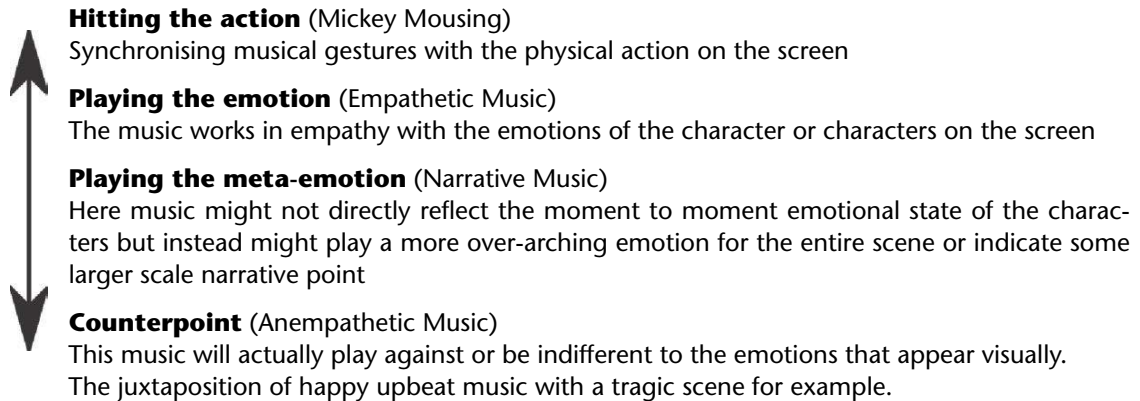 Hitting the action (Mickey Mousing)
Synchronising musical gestures with the physical action on the screen
Playing the emotion (Empathetic Music)
The music works in empathy with the emotions of the character or characters on the screen
Playing the meta-emotion (Narrative Music)
Here music might not directly reflect the moment to moment emotional state of the charac-
ters but instead might play a more over-arching emotion for the entire scene or indicate some
larger scale narrative point
Counterpoint (Anempathetic Music)
This music will actually play against or be indifferent to the emotions that appear visually.
The juxtaposition of happy upbeat music with a tragic scene for example.